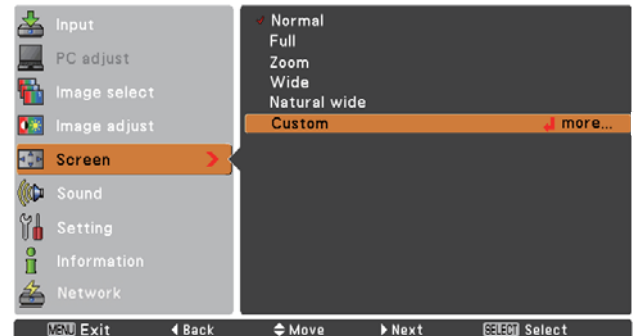 Input
PC adjust
Image select
Image adjust
Screen
Sound
Setting
Information
Network
Normal
Full
Zoom
Wide
Natural wide
Custom more...
MENU Exit Back Move Next SELECT Select